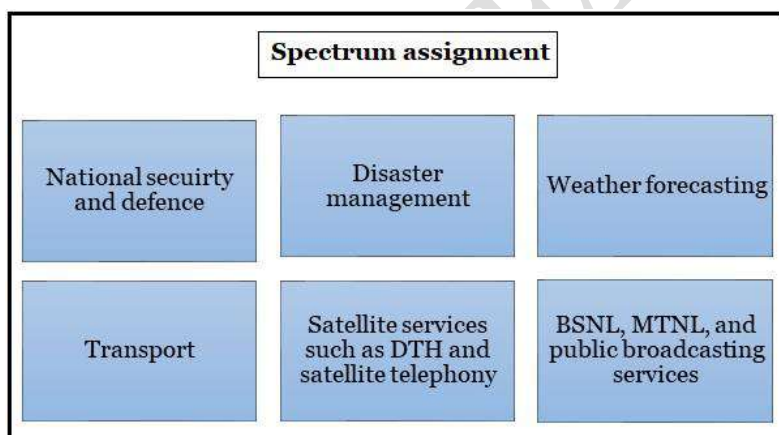 Spectrum assignment
National secuirty
and defence
Disaster
management
Weather forecasting
Transport
Satellite services
such as DTH and
satellite telephony
BSNL, MTNL, and
public broadcasting
services